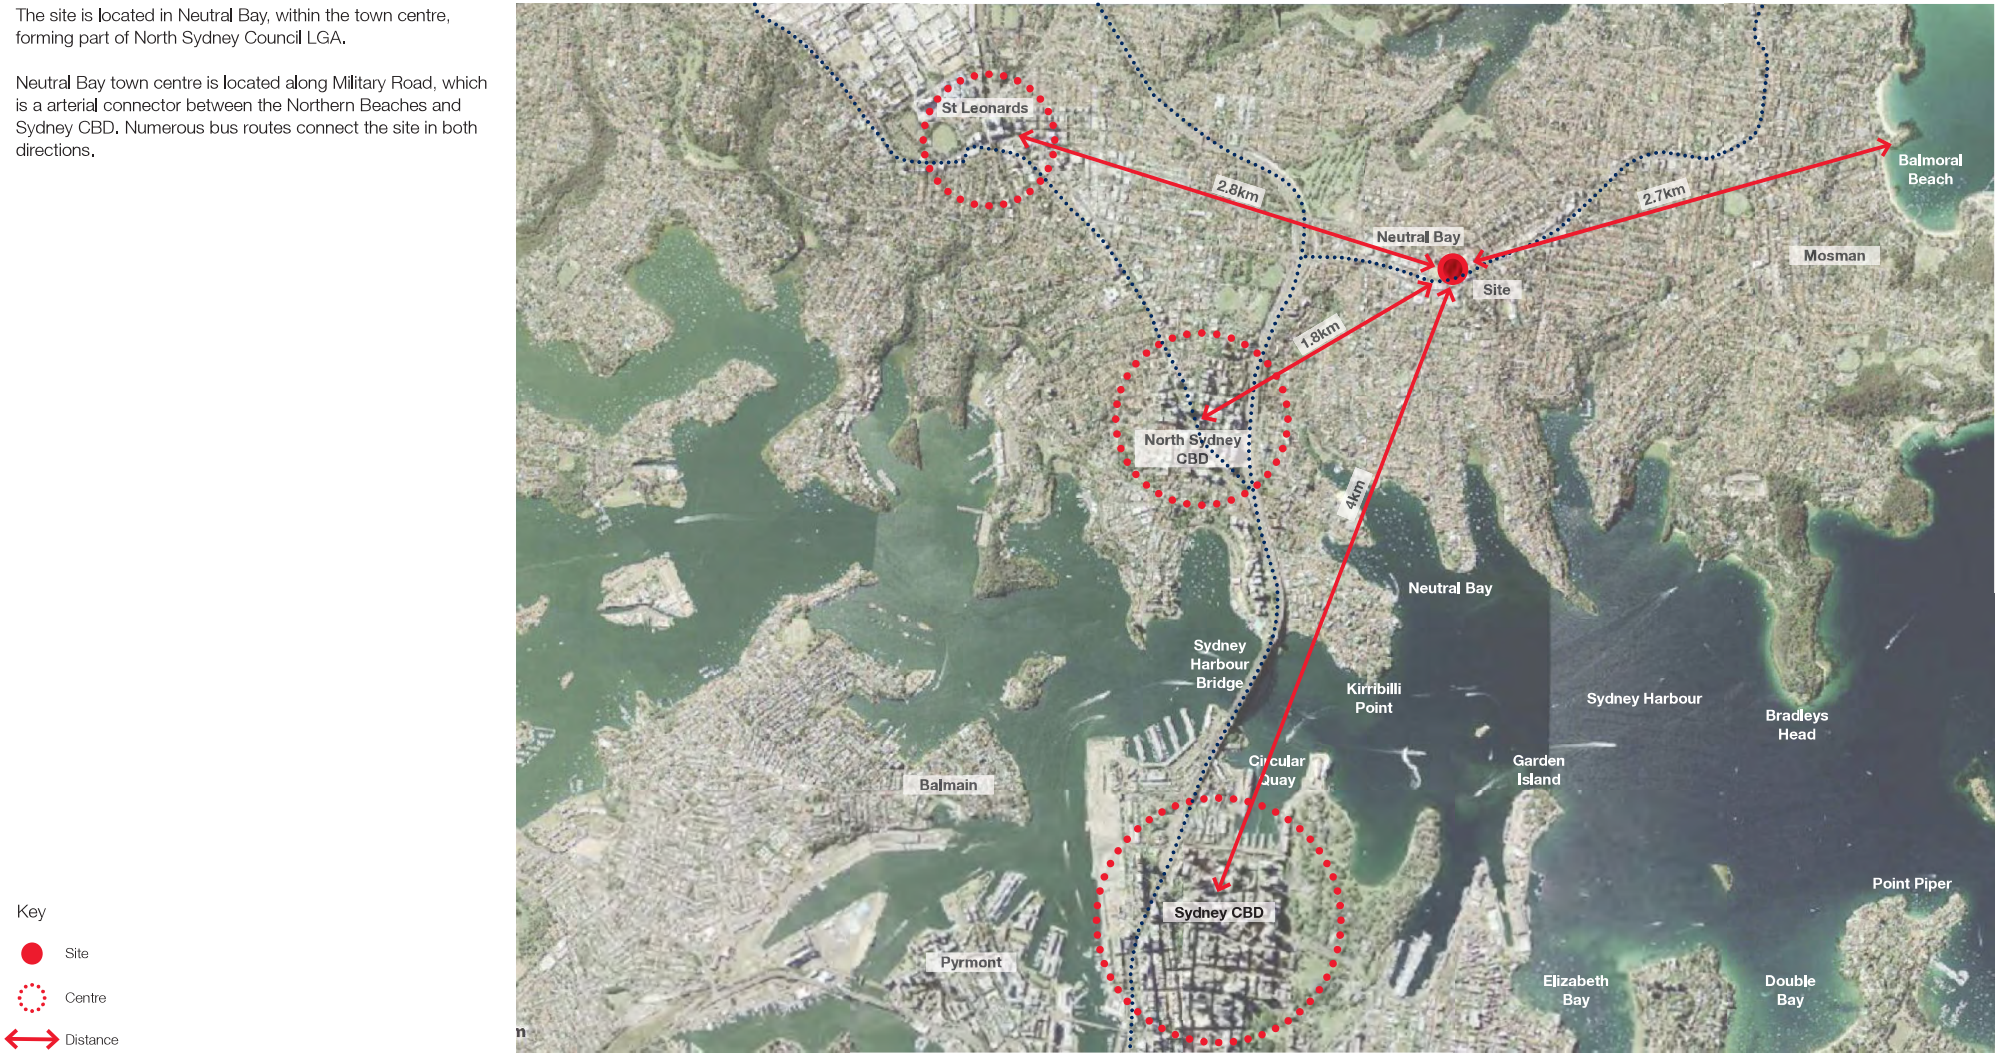 The site is located in Neutral Bay, within the town centre,
forming part of North Sydney Council LGA.
Neutral Bay town centre is located along Military Road, which
is a arterial connector between the Northern Beaches and
Sydney CBD. Numerous bus routes connect the site in both
directions.
St Leonards
Balmoral
Beach
2.8km
2.7km
Neutral Bay
Mosman
Site
1.8km
North Sydney
CBD
4km
Neutral Bay
Sydney
Harbour
Bridge
Kirribilli
Point
Sydney Harbour
Bradleys
Head
Circular
Quay
Garden
Island
Balmain
Point Piper
Sydney CBD
Pyrmont
Elizabeth
Bay
Double
Bay
Key
Site
Centre
Distance
m